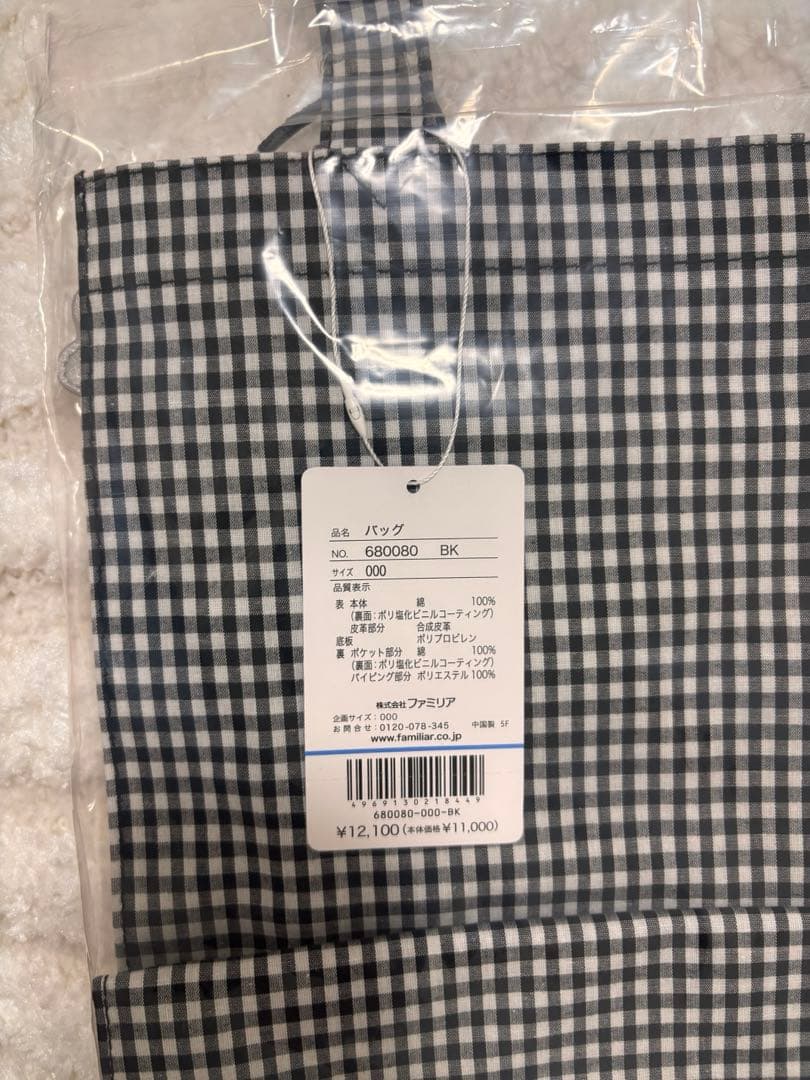 品名 バッグ
NO. 680080 BK
サイズ 000
品質表示
表 本体 綿 100%
(裏面:ポリ塩化ビニルコーティング)
皮革部分 合成皮革
底板 ポリプロピレン
裏 ポケット部分 綿 100%
(裏面:ポリ塩化ビニルコーティング)
パイピング部分 ポリエステル100%
株式会社ファミリア
企画サイズ:000
お問合せ:0120-078-345 中国製 5F
www.familiar.co.jp
4969130218449
680080-000-BK
¥12,100(本体価格¥11,000)